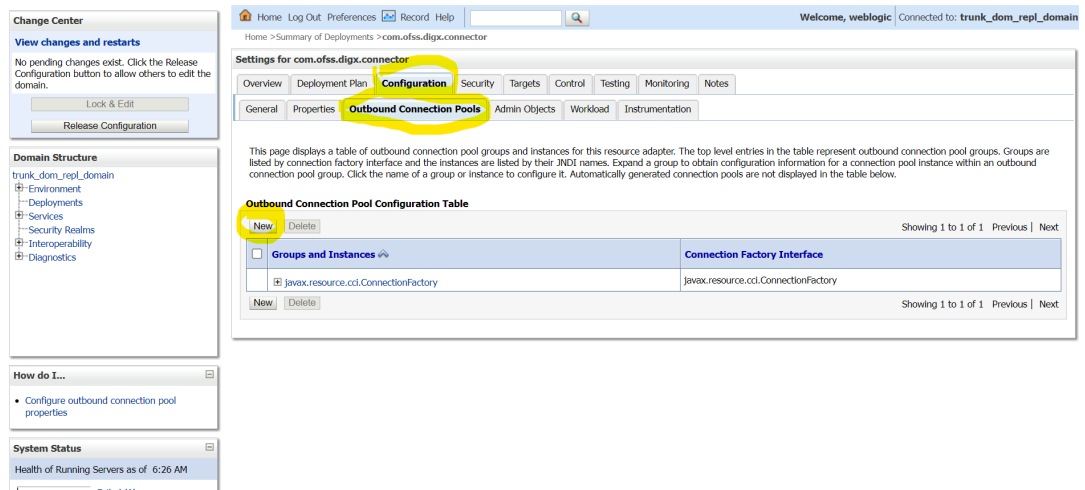 Change Center
View changes and restarts
No pending changes exist. Click the Release
Configuration button to allow others to edit the
domain.
Lock & Edit
Release Configuration
Domain Structure
trunk_dom_repl_domain
Environment
Deployments
Services
Security Realms
Interoperability
Diagnostics
How do I...
Configure outbound connection pool
properties
System Status
Health of Running Servers as of 6:26 AM
Home Log Out Preferences Record Help
Welcome, weblogic Connected to: trunk_dom_repl_domain
Home >Summary of Deployments >com.ofss.digx.connector
Settings for com.ofss.digx.connector
Overview Deployment Plan Configuration Security Targets Control Testing Monitoring Notes
General Properties Outbound Connection Pools Admin Objects Workload Instrumentation
This page displays a table of outbound connection pool groups and instances for this resource adapter. The top level entries in the table represent outbound connection pool groups. Groups are
listed by connection factory interface and the instances are listed by their JNDI names. Expand a group to obtain configuration information for a connection pool instance within an outbound
connection pool group. Click the name of a group or instance to configure it. Automatically generated connection pools are not displayed in the table below.
Outbound Connection Pool Configuration Table
New Delete Showing 1 to 1 of 1 Previous | Next
Groups and Instances Connection Factory Interface
javax.resource.cci.ConnectionFactory javax.resource.cci.ConnectionFactory
New Delete Showing 1 to 1 of 1 Previous | Next